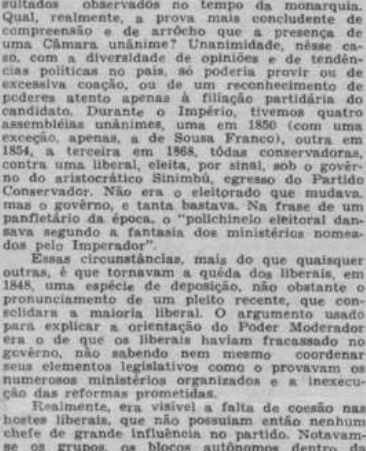 sultados observados no tempo da monarquia.
Qual, realmente, a prova mais concludente de
compreensão e de arrôcho que a presença de
uma Câmara unânime? Unanimidade, nêsse ca-
so, com a diversidade de opiniões e de tendên-
cias políticas no país, só poderia provir ou de
excessiva coação, ou de um reconhecimento de
poderes atento apenas à filiação partidária do
candidato. Durante o Império, tivemos quatro
assembléias unânimes, uma em 1850 (com uma
exceção, apenas, a de Sousa Franco), outra em
1854, a terceira em 1868, tôdas conservadoras,
contra uma liberal, eleita, por sinal, sob o govêr-
no do aristocrático Sinimbú, egresso do Partido
Conservador. Não era o eleitorado que mudava,
mas o govêrno, e tanta bastava. Na frase de um
panfletário da época, o "polichinelo eleitoral dan-
sava segundo a fantasia dos ministérios nomea-
dos pelo Imperador".
Essas circunstâncias, mais do que quaisquer
outras, é que tornavam a quéda dos liberais, em
1848, uma espécie de deposição, não obstante o
pronunciamento de um pleito recente, que con-
solidara a maioria liberal. O argumento usado
para explicar a orientação do Poder Moderador
era o de que os liberais haviam fracassado no
govêrno, não sabendo nem mesmo coordenar
seus elementos legislativos como o provavam os
numerosos ministérios organizados e a inexecu-
ção das reformas prometidas.
Realmente, era visível a falta de coesão nas
hostes liberais, que não possuiam então nenhum
chefe de grande influência no partido. Notavam-
se os grupos, os blocos autônomos dentro da